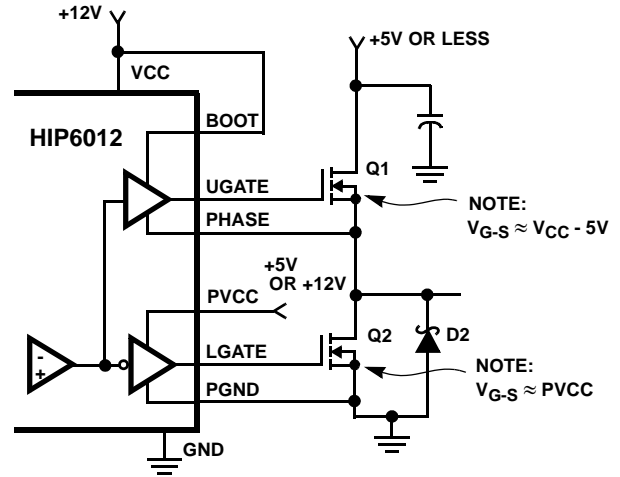 +12V
+5V OR LESS
VCC
BOOT
HIP6012
Q1
UGATE
NOTE:
VG-S ≈ VCC - 5V
PHASE
+5V
OR +12V
PVCC
Q2
D2
-
+
LGATE
NOTE:
VG-S ≈ PVCC
PGND
GND